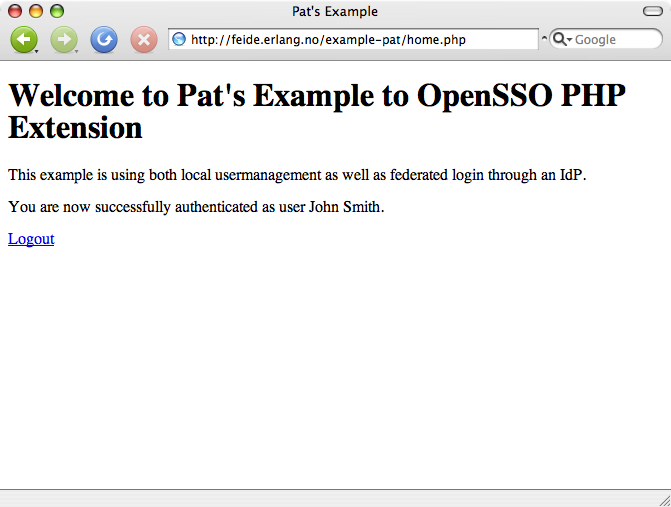 Pat's Example
http://feide.erlang.no/example-pat/home.php
Google
Welcome to Pat's Example to OpenSSO PHP
Extension
This example is using both local usermanagement as well as federated login through an IdP.
You are now successfully authenticated as user John Smith.
Logout